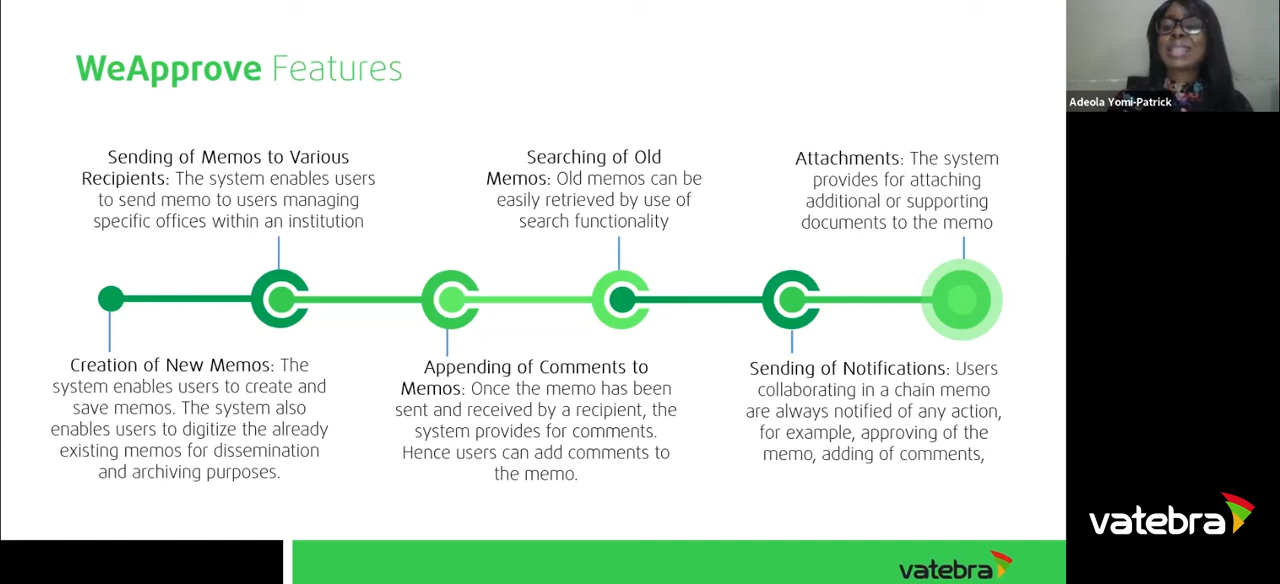 WeApprove Features
Sending of Memos to Various
Recipients: The system enables users
to send memo to users managing
specific offices within an institution
Searching of Old
Memos: Old memos can be
easily retrieved by use of
search functionality
Attachments: The system
provides for attaching
additional or supporting
documents to the memo
Creation of New Memos: The
system enables users to create and
save memos. The system also
enables users to digitize the already
existing memos for dissemination
and archiving purposes.
Appending of Comments to
Memos: Once the memo has been
sent and received by a recipient, the
system provides for comments.
Hence users can add comments to
the memo.
Sending of Notifications: Users
collaborating in a chain memo
are always notified of any action,
for example, approving of the
memo, adding of comments,
vatebra
Adeola Yomi-Patrick
vatebra